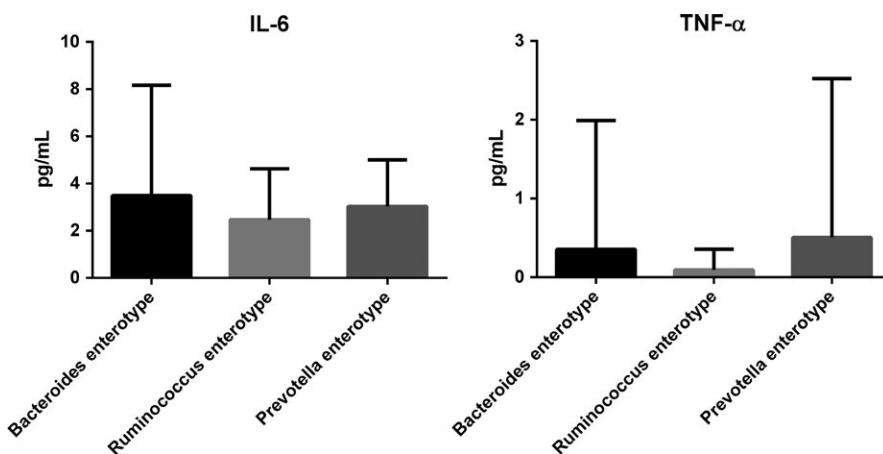 IL-6
pg/mL
10
8
6
4
2
0
Bacteroides enterotype
Ruminococcus enterotype
Prevotella enterotype
TNF-α
pg/mL
3
2
1
0
Bacteroides enterotype
Ruminococcus enterotype
Prevotella enterotype